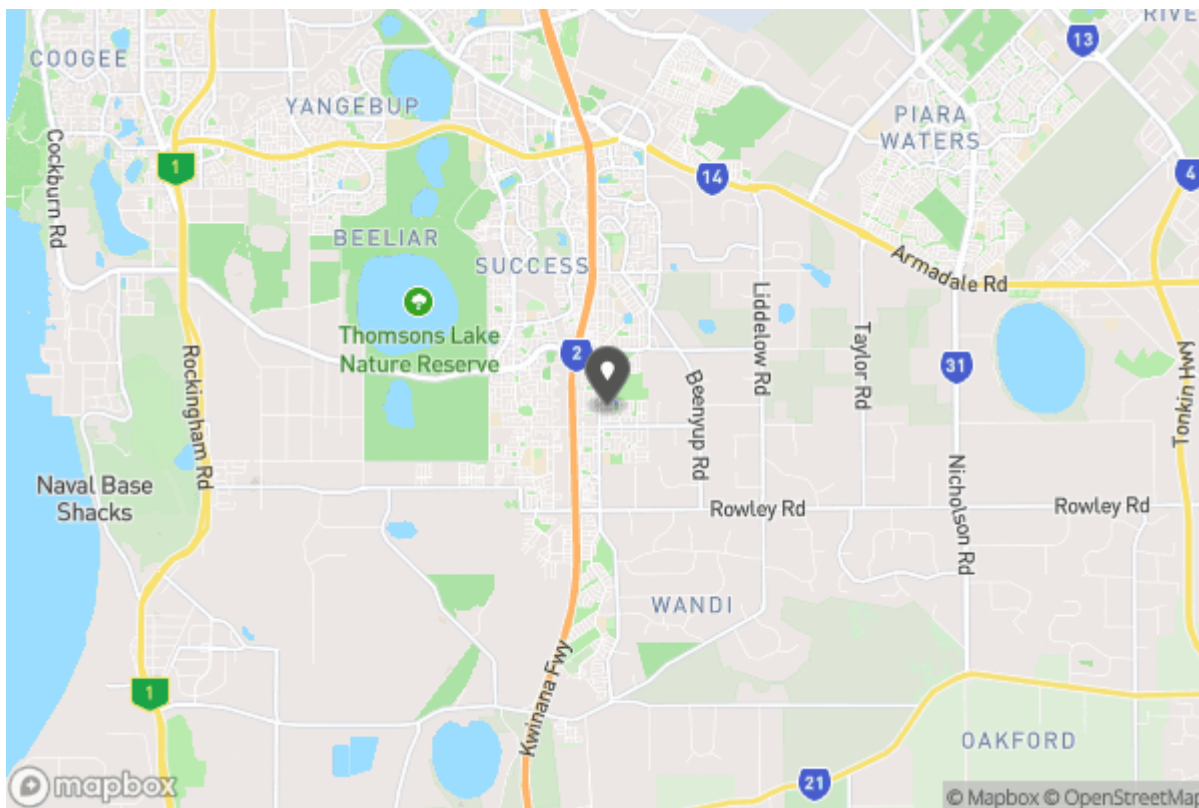 RIVE
13
COOGEE
YANGEBUP
PIARA
WATERS
1
14
4
Cockburn Rd
BEELIAR
SUCCESS
Armadale Rd
Liddelow Rd
Thomsons Lake
Nature Reserve
2
Taylor Rd
31
Tonkin Hwy
Rockingham Rd
Beenyup Rd
Naval Base
Shacks
Nicholson Rd
Rowley Rd
Rowley Rd
WANDI
Kwinana Fwy
1
OAKFORD
21
mapbox
© Mapbox © OpenStreetMap